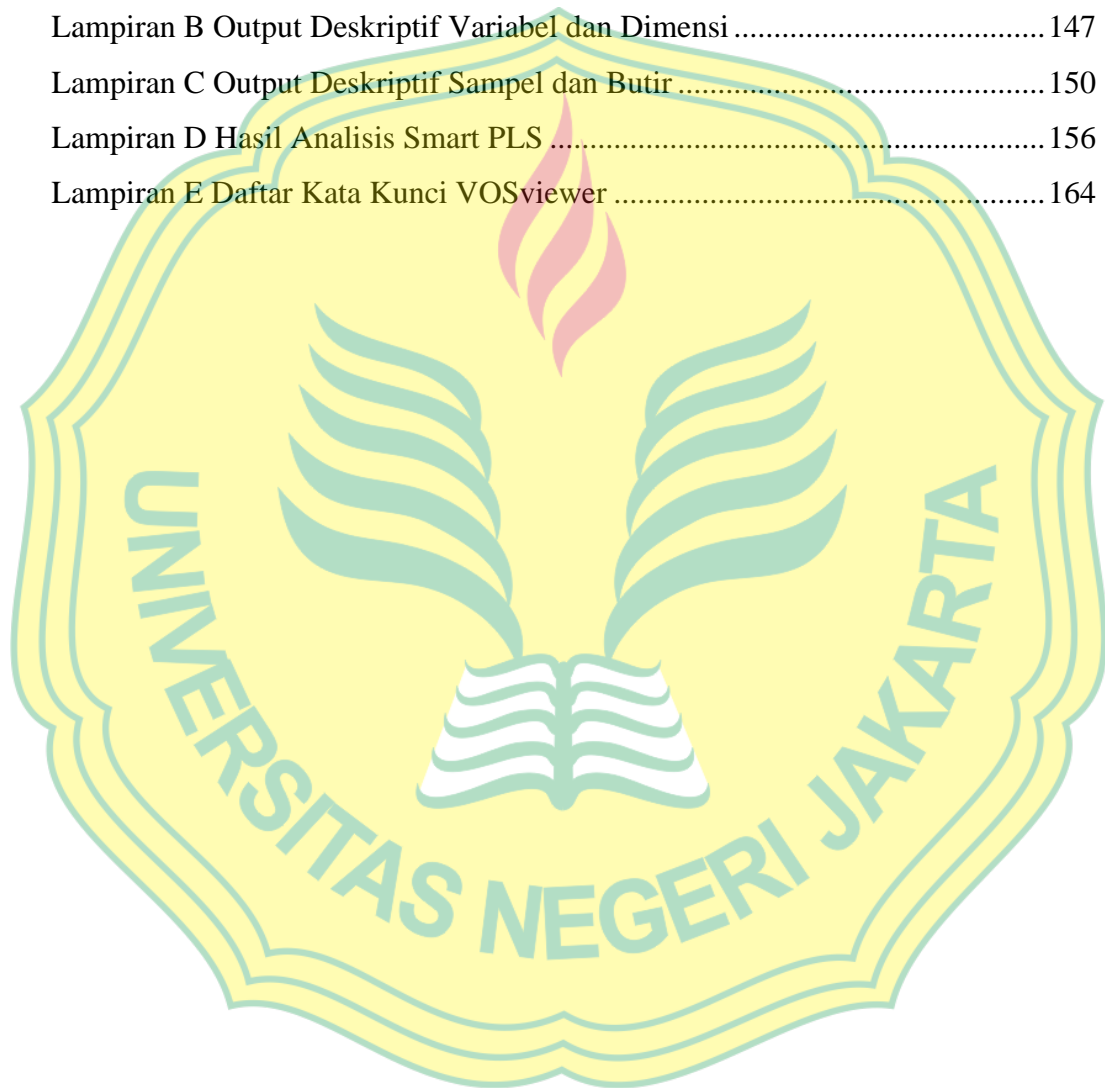 Lampiran B Output Deskriptif Variabel dan Dimensi ....................................... 147
Lampiran C Output Deskriptif Sampel dan Butir .............................................. 150
Lampiran D Hasil Analisis Smart PLS .............................................................. 156
Lampiran E Daftar Kata Kunci VOSviewer ...................................................... 164
UNIVERSITAS NEGERI JAKARTA